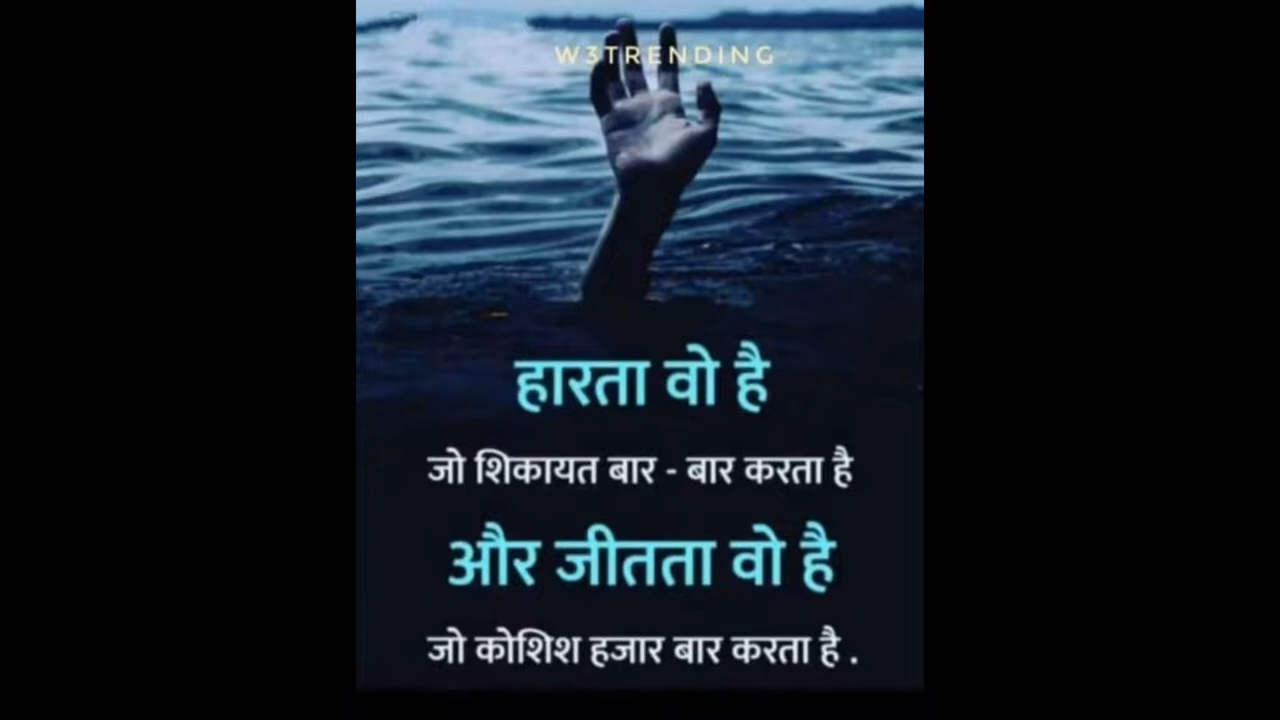 W3TRENDING
हारता वो है
जो शिकायत बार - बार करता है
और जीतता वो है
जो कोशिश हजार बार करता है .